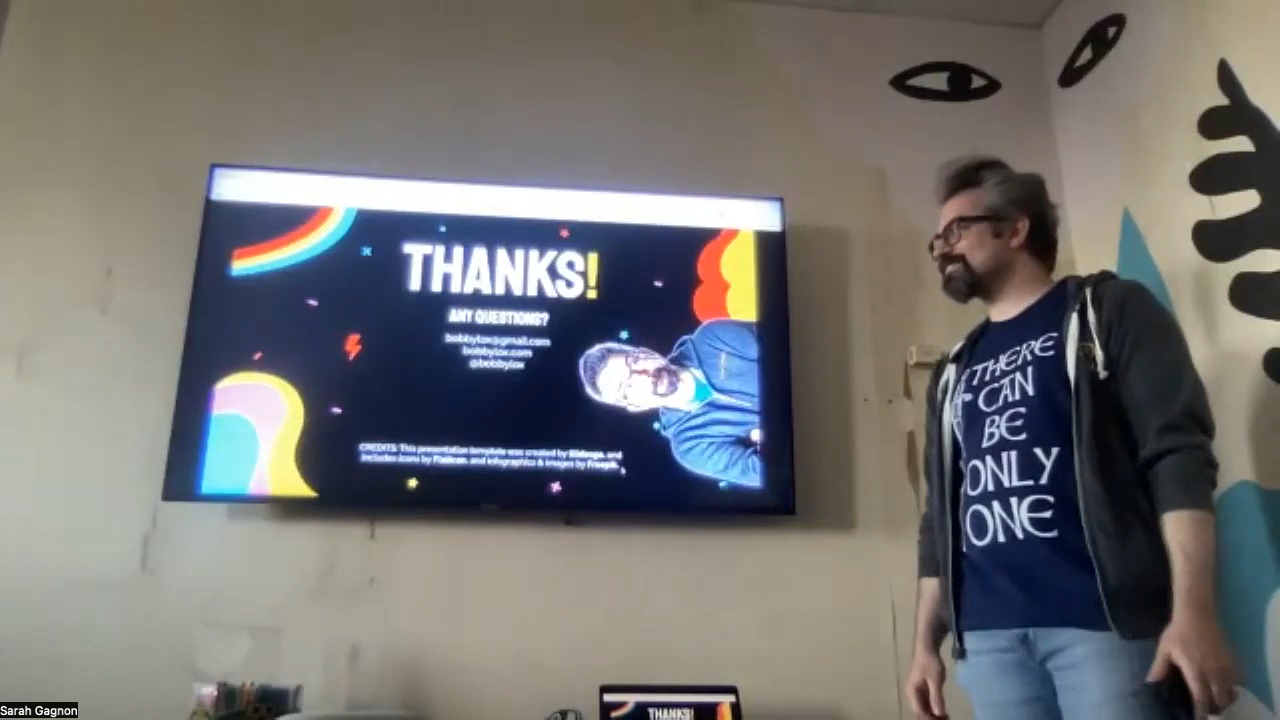 THANKS!
ANY QUESTIONS?
bobbylox@gmail.com
bobbylox.com
@bobbylox
CREDITS: This presentation template was created by Slidesgo, and
includes icons by Flaticon, and infographics & images by Freepik.
THERE
CAN
BE
ONLY
ONE
THANKS!
Sarah Gagnon